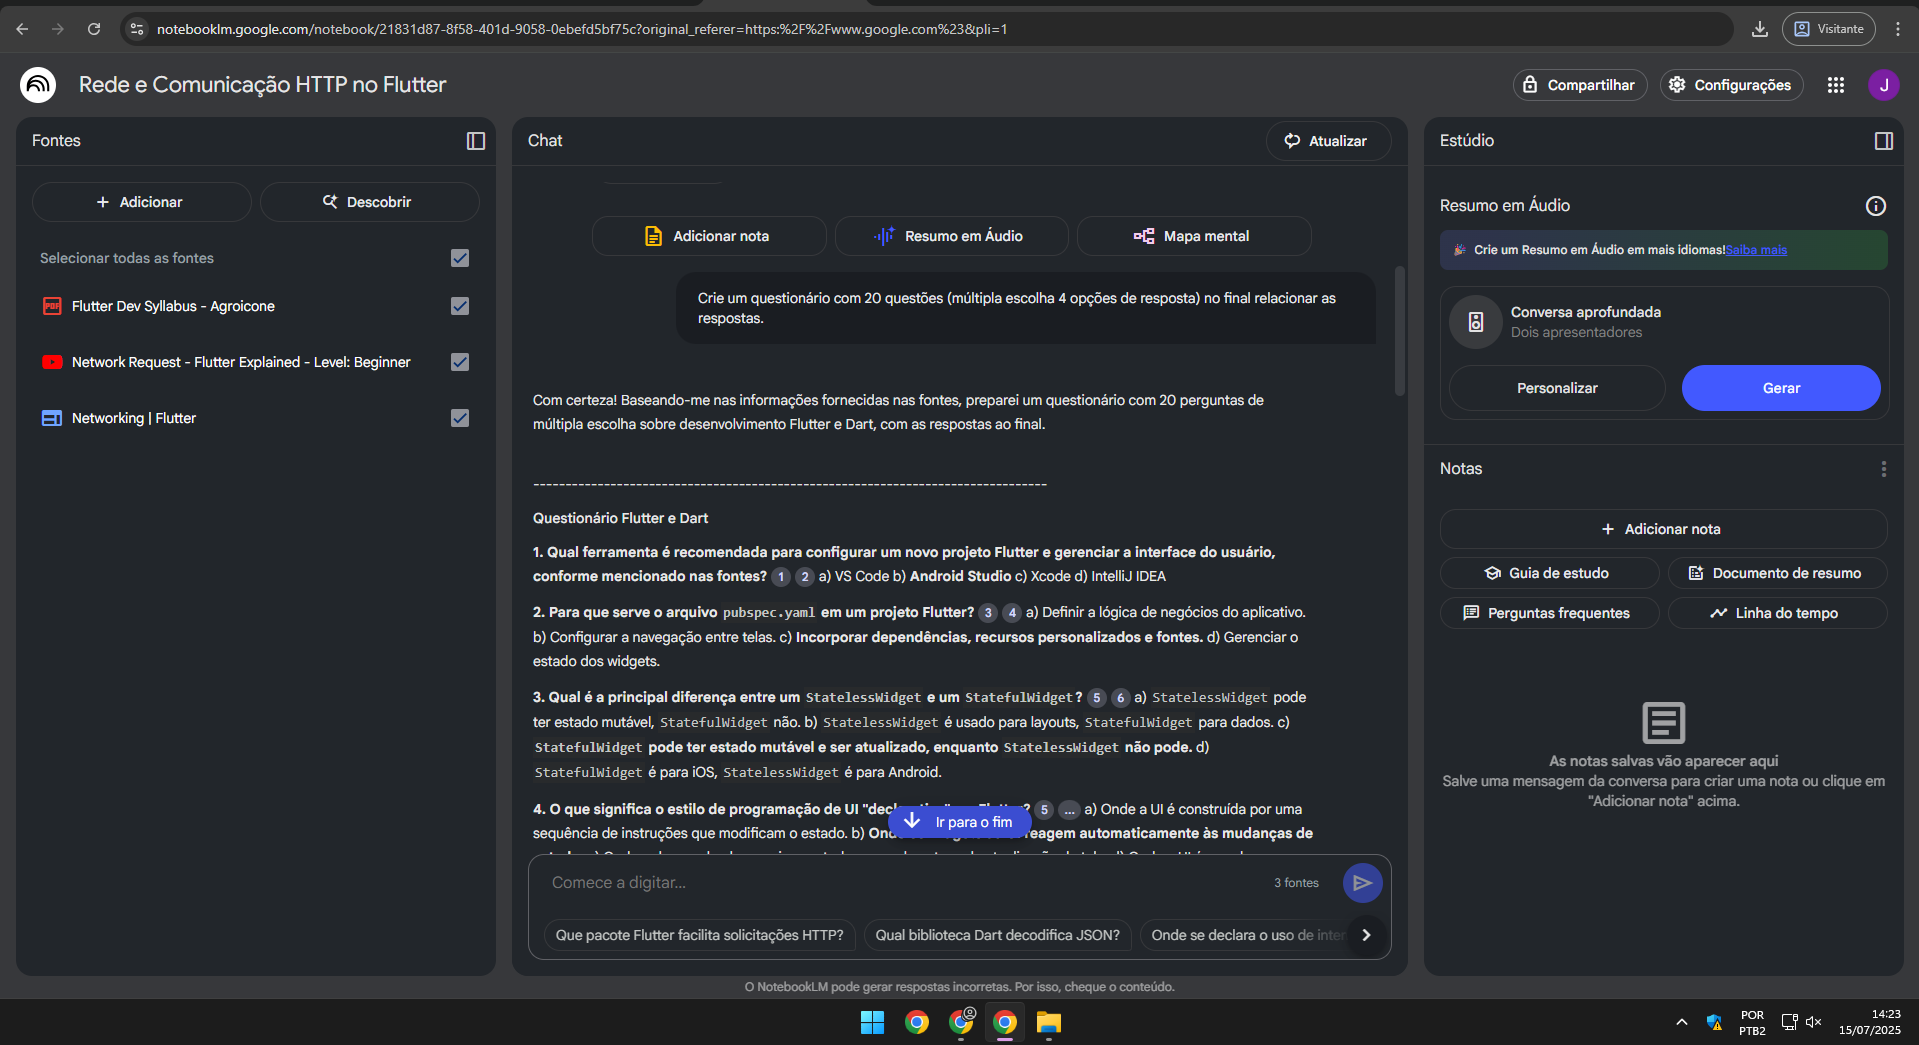 notebooklm.google.com/notebook/21831d87-8f58-401d-9058-0ebefd5bf75c?original_referer=https:%2F%2Fwww.google.com%23&pli=1
Visitante
Rede e Comunicação HTTP no Flutter
Compartilhar
Configurações
J
Fontes
Adicionar
Descobrir
Selecionar todas as fontes
PDF
Flutter Dev Syllabus - Agroicone
Network Request - Flutter Explained - Level: Beginner
Networking | Flutter
Chat
Atualizar
Adicionar nota
Resumo em Áudio
Mapa mental
Crie um questionário com 20 questões (múltipla escolha 4 opções de resposta) no final relacionar as
respostas.
Com certeza! Baseando-me nas informações fornecidas nas fontes, preparei um questionário com 20 perguntas de
múltipla escolha sobre desenvolvimento Flutter e Dart, com as respostas ao final.
--------------------------------------------------------------------------------
Questionário Flutter e Dart
1. Qual ferramenta é recomendada para configurar um novo projeto Flutter e gerenciar a interface do usuário,
conforme mencionado nas fontes? 1 2 a) VS Code b) Android Studio c) Xcode d) IntelliJ IDEA
2. Para que serve o arquivo pubspec.yaml em um projeto Flutter? 3 4 a) Definir a lógica de negócios do aplicativo.
b) Configurar a navegação entre telas. c) Incorporar dependências, recursos personalizados e fontes. d) Gerenciar o
estado dos widgets.
3. Qual é a principal diferença entre um StatelessWidget e um StatefulWidget? 5 6 a) StatelessWidget pode
ter estado mutável, StatefulWidget não. b) StatelessWidget é usado para layouts, StatefulWidget para dados. c)
StatefulWidget pode ter estado mutável e ser atualizado, enquanto StatelessWidget não pode. d)
StatefulWidget é para iOS, StatelessWidget é para Android.
4. O que significa o estilo de programação de UI 5 ... a) Onde a UI é construída por uma
sequência de instruções que modificam o estado. b) reagem automaticamente às mudanças de
Ir para o fim
Comece a digitar...
3 fontes
Que pacote Flutter facilita solicitações HTTP?
Qual biblioteca Dart decodifica JSON?
Onde se declara o uso de inter
O NotebookLM pode gerar respostas incorretas. Por isso, cheque o conteúdo.
Estúdio
Resumo em Áudio
Crie um Resumo em Áudio em mais idiomas!Saiba mais
Conversa aprofundada
Dois apresentadores
Personalizar
Gerar
Notas
Adicionar nota
Guia de estudo
Documento de resumo
Perguntas frequentes
Linha do tempo
As notas salvas vão aparecer aqui
Salve uma mensagem da conversa para criar uma nota ou clique em
"Adicionar nota" acima.
POR
PTB2
14:23
15/07/2025